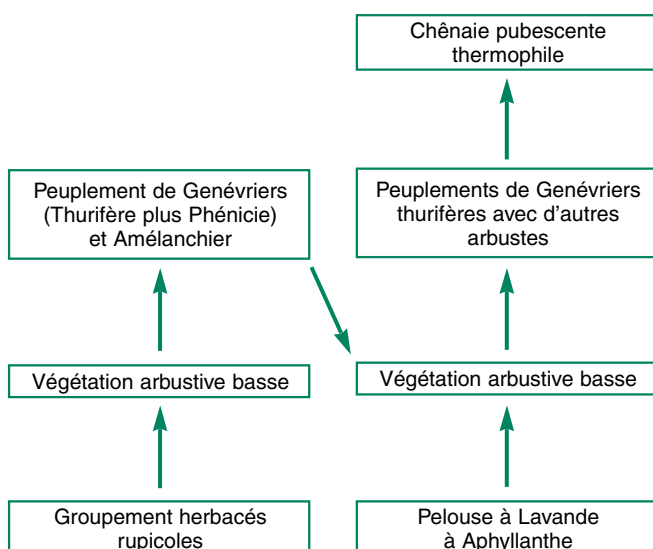 Chênaie pubescente
thermophile
Peuplement de Genévriers
(Thurifère plus Phénicie)
et Amélanchier
Peuplements de Genévriers
thurifères avec d'autres
arbustes
Végétation arbustive basse
Végétation arbustive basse
Groupement herbacés
rupicoles
Pelouse à Lavande
à Aphyllanthe